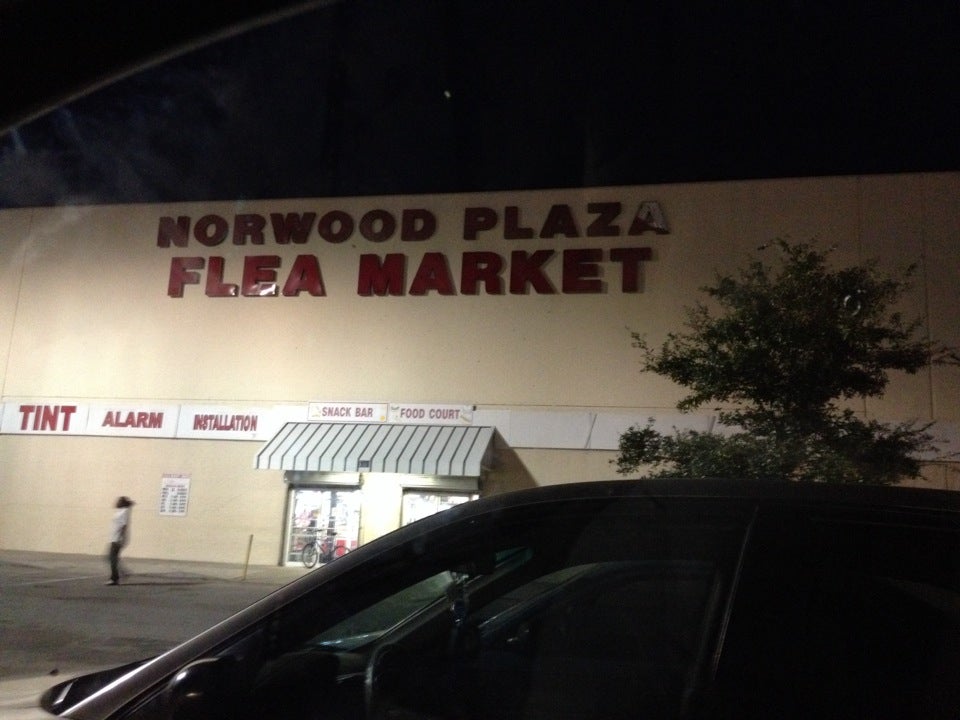 NORWOOD PLAZA
FLEA MARKET
SNACK BAR
FOOD COURT
TINT
ALARM
INSTALLATION